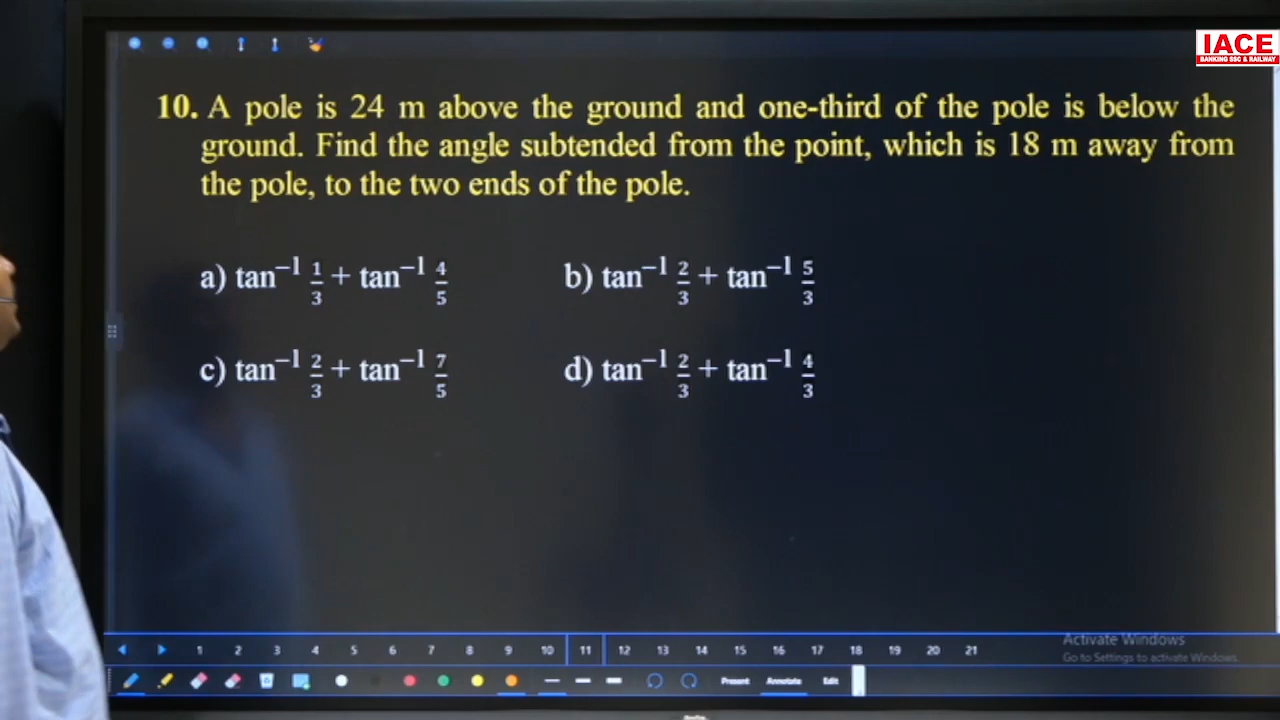 IACE
BANKING SSC & RAILWAY
10. A pole is 24 m above the ground and one-third of the pole is below the
ground. Find the angle subtended from the point, which is 18 m away from
the pole, to the two ends of the pole.
a) tan⁻¹ 1/3 + tan⁻¹ 4/5 b) tan⁻¹ 2/3 + tan⁻¹ 5/3
c) tan⁻¹ 2/3 + tan⁻¹ 7/5 d) tan⁻¹ 2/3 + tan⁻¹ 4/3
Activate Windows
Go to Settings to activate Windows.
1 2 3 4 5 6 7 8 9 10 11 12 13 14 15 16 17 18 19 20 21
Present Annotate Edit